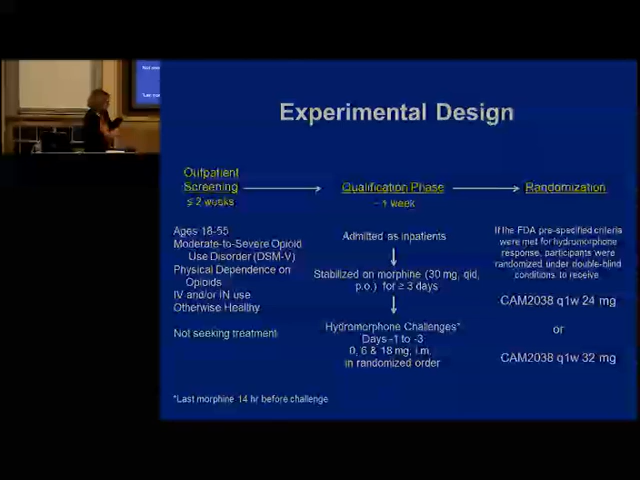 Experimental Design
Outpatient
Screening
≤ 2 weeks
Qualification Phase
~ 1 week
Randomization
Ages 18-55
Moderate-to-Severe Opioid
Use Disorder (DSM-V)
Physical Dependence on
Opioids
IV and/or IN use
Otherwise Healthy
Not seeking treatment
Admitted as inpatients
Stabilized on morphine (30 mg, qid,
p.o.) for ≥ 3 days
Hydromorphone Challenges*
Days -1 to -3
0, 6 & 18 mg, i.m.
in randomized order
If the FDA pre-specified criteria
were met for hydromorphone
response, participants were
randomized under double-blind
conditions to receive
CAM2038 q1w 24 mg
or
CAM2038 q1w 32 mg
*Last morphine 14 hr before challenge